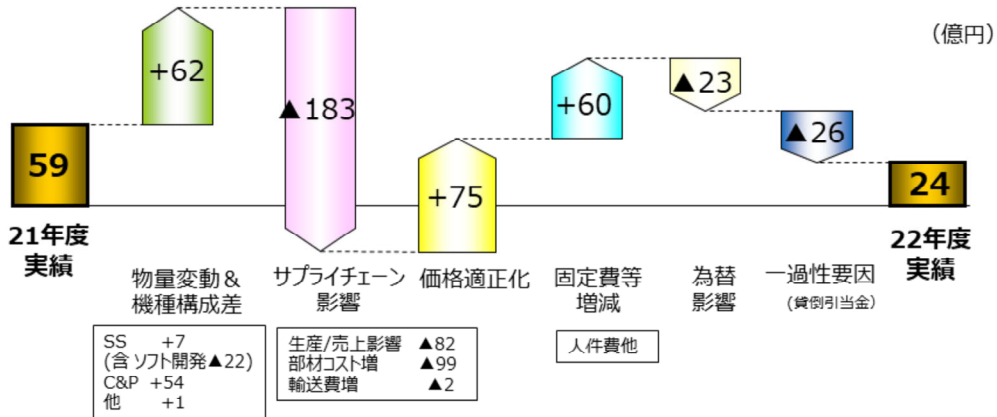 (億円)
59
+62
▲183
+75
+60
▲23
▲26
24
21年度
実績
物量変動＆
機種構成差
サプライチェーン
影響
価格適正化
固定費等
増減
為替
影響
一過性要因
(貸倒引当金)
22年度
実績
SS +7
(含 ソフト開発▲22)
C&P +54
他 +1
生産/売上影響 ▲82
部材コスト増 ▲99
輸送費増 ▲2
人件費他